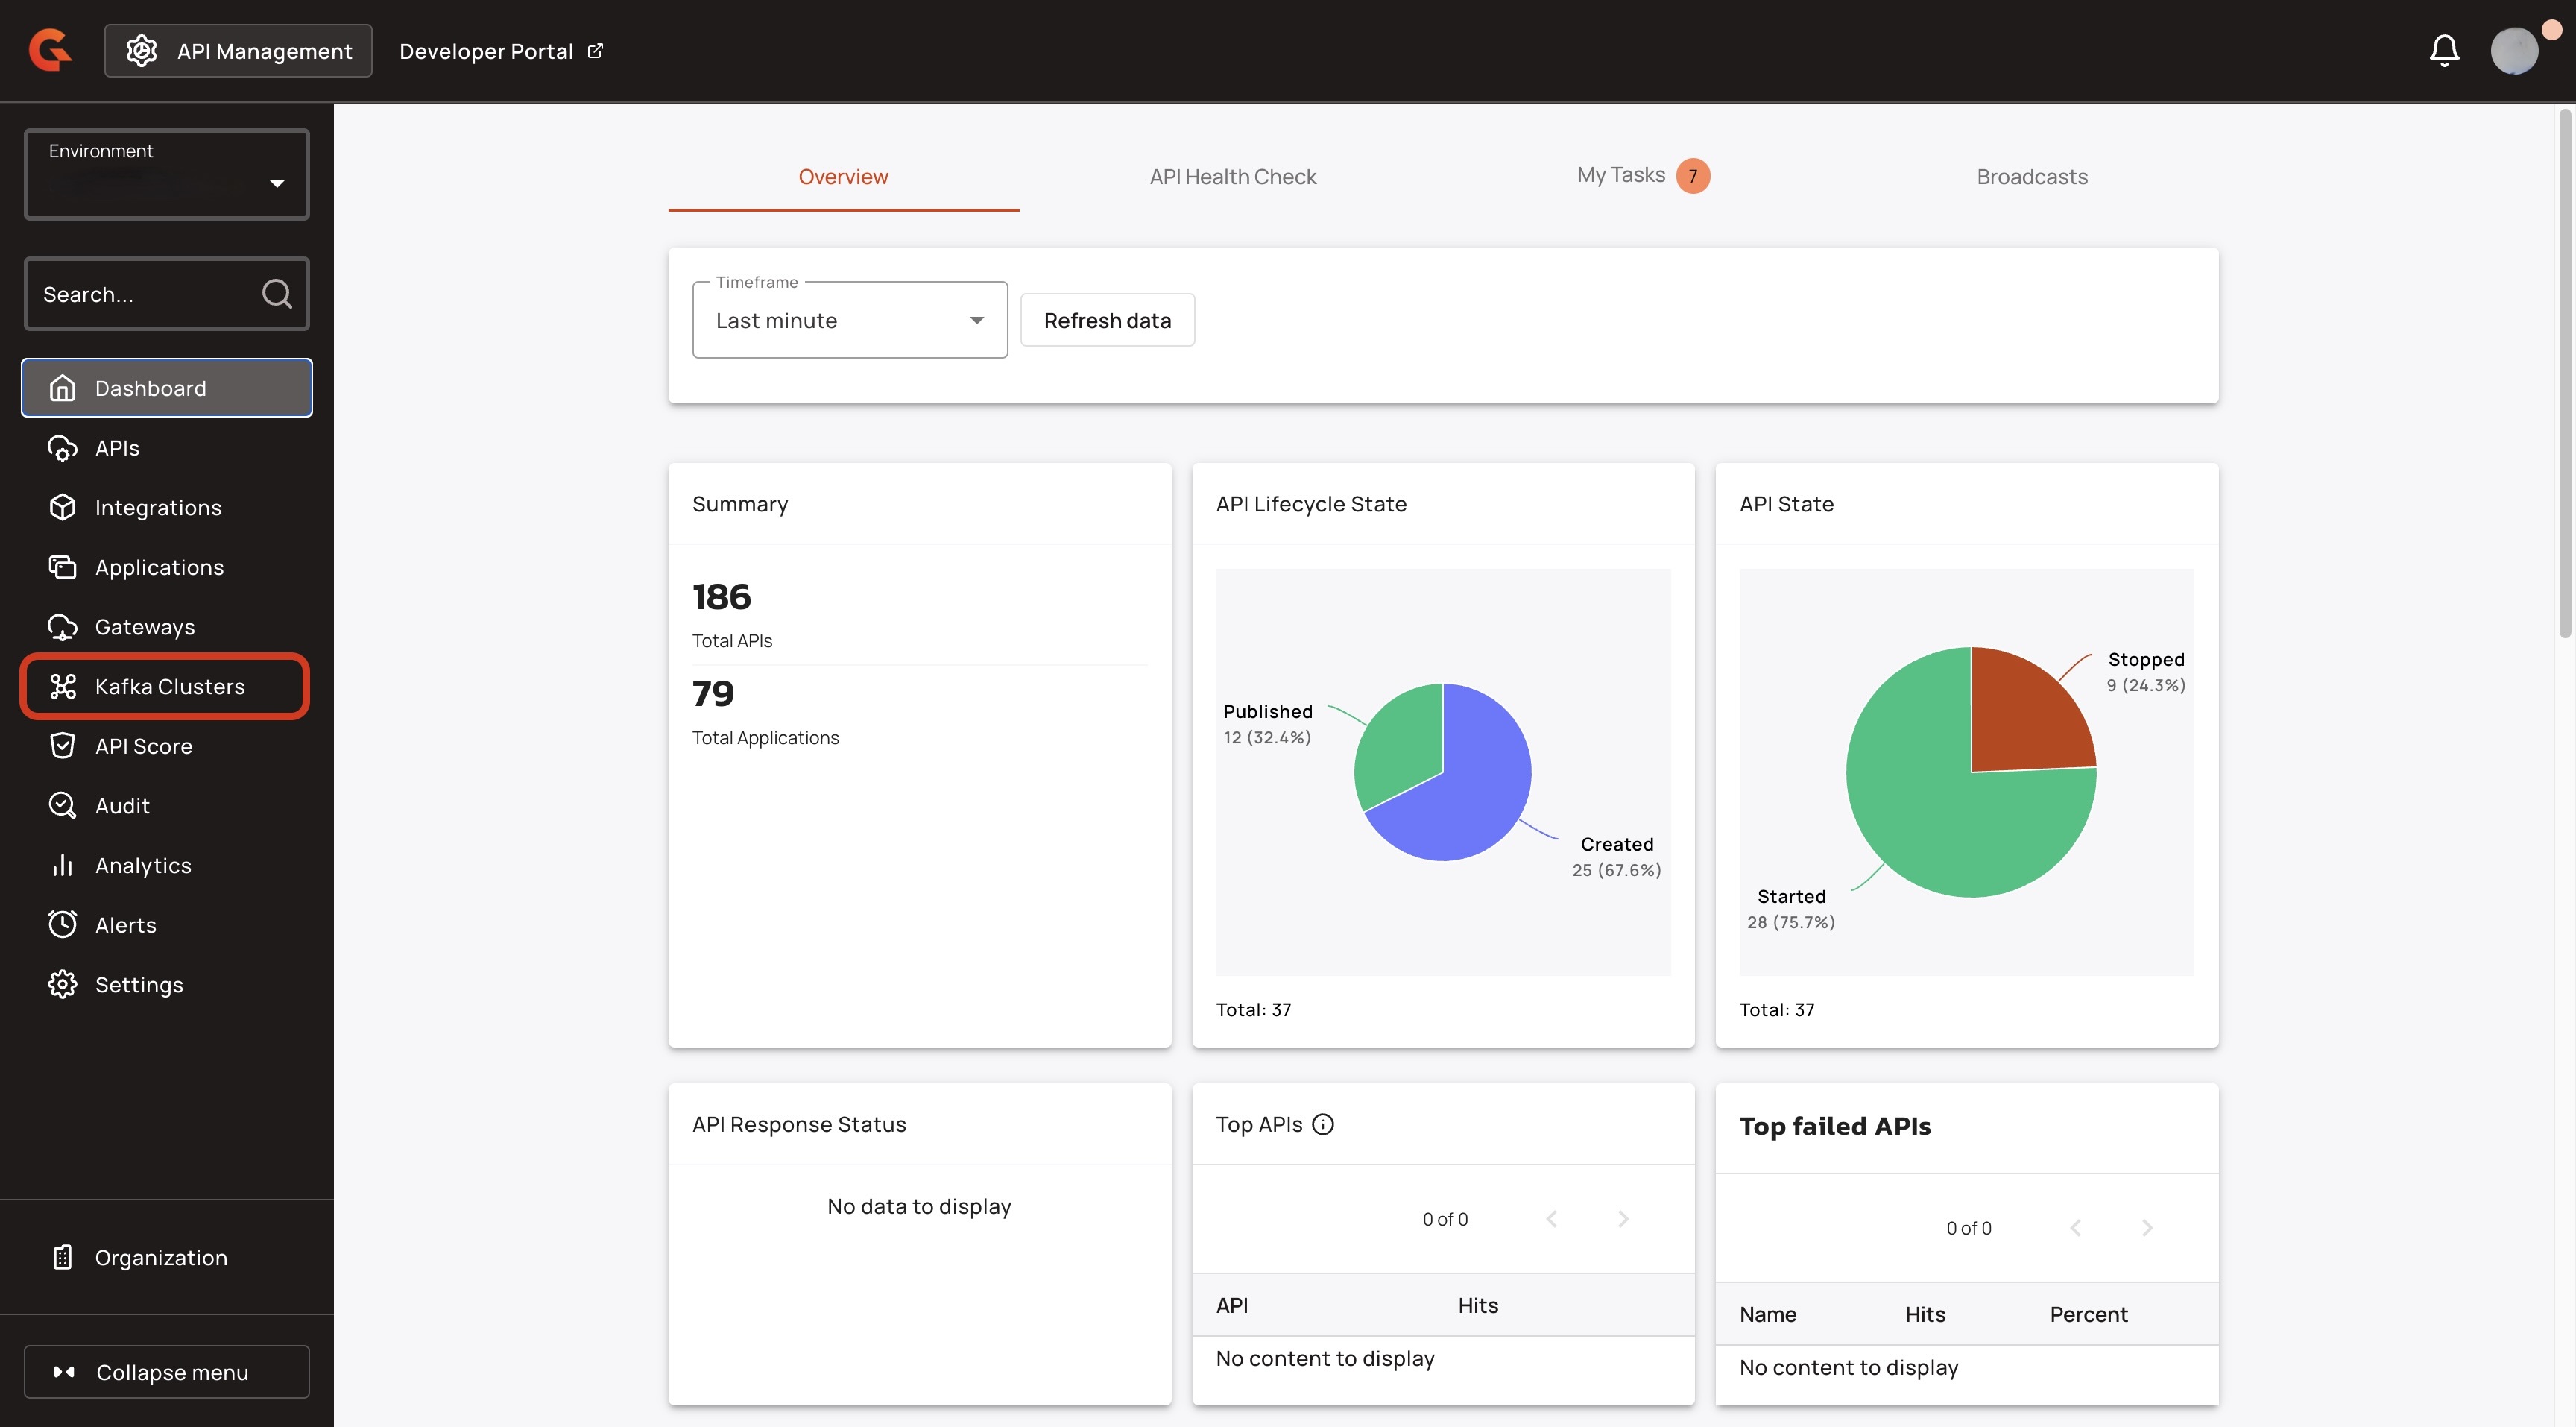 API Management
Developer Portal
Environment
Search...
Dashboard
APIs
Integrations
Applications
Gateways
Kafka Clusters
API Score
Audit
Analytics
Alerts
Settings
Organization
Collapse menu
Overview
API Health Check
My Tasks 7
Broadcasts
Timeframe
Last minute
Refresh data
Summary
186
Total APIs
79
Total Applications
API Lifecycle State
Published
12 (32.4%)
Created
25 (67.6%)
Total: 37
API State
Stopped
9 (24.3%)
Started
28 (75.7%)
Total: 37
API Response Status
No data to display
Top APIs
0 of 0
API Hits
No content to display
Top failed APIs
0 of 0
Name Hits Percent
No content to display